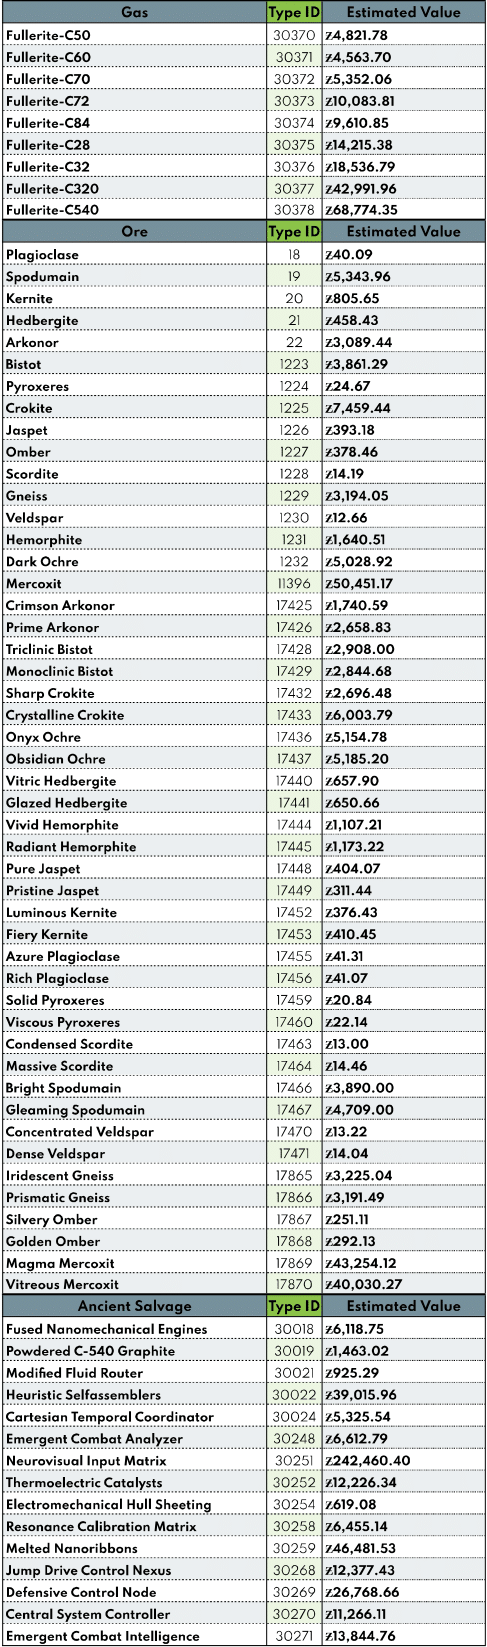 Gas Type ID Estimated Value
Fullerite-C50 30370 Ƶ4,821.78
Fullerite-C60 30371 Ƶ4,563.70
Fullerite-C70 30372 Ƶ5,352.06
Fullerite-C72 30373 Ƶ10,083.81
Fullerite-C84 30374 Ƶ9,610.85
Fullerite-C28 30375 Ƶ14,215.38
Fullerite-C32 30376 Ƶ18,536.79
Fullerite-C320 30377 Ƶ42,991.96
Fullerite-C540 30378 Ƶ68,774.35
Ore Type ID Estimated Value
Plagioclase 18 Ƶ40.09
Spodumain 19 Ƶ5,343.96
Kernite 20 Ƶ805.65
Hedbergite 21 Ƶ458.43
Arkonor 22 Ƶ3,089.44
Bistot 1223 Ƶ3,861.29
Pyroxeres 1224 Ƶ24.67
Crokite 1225 Ƶ7,459.44
Jaspet 1226 Ƶ393.18
Omber 1227 Ƶ378.46
Scordite 1228 Ƶ14.19
Gneiss 1229 Ƶ3,194.05
Veldspar 1230 Ƶ12.66
Hemorphite 1231 Ƶ1,640.51
Dark Ochre 1232 Ƶ5,028.92
Mercoxit 11396 Ƶ50,451.17
Crimson Arkonor 17425 Ƶ1,740.59
Prime Arkonor 17426 Ƶ2,658.83
Triclinic Bistot 17428 Ƶ2,908.00
Monoclinic Bistot 17429 Ƶ2,844.68
Sharp Crokite 17432 Ƶ2,696.48
Crystalline Crokite 17433 Ƶ6,003.79
Onyx Ochre 17436 Ƶ5,154.78
Obsidian Ochre 17437 Ƶ5,185.20
Vitric Hedbergite 17440 Ƶ657.90
Glazed Hedbergite 17441 Ƶ650.66
Vivid Hemorphite 17444 Ƶ1,107.21
Radiant Hemorphite 17445 Ƶ1,173.22
Pure Jaspet 17448 Ƶ404.07
Pristine Jaspet 17449 Ƶ311.44
Luminous Kernite 17452 Ƶ376.43
Fiery Kernite 17453 Ƶ410.45
Azure Plagioclase 17455 Ƶ41.31
Rich Plagioclase 17456 Ƶ41.07
Solid Pyroxeres 17459 Ƶ20.84
Viscous Pyroxeres 17460 Ƶ22.14
Condensed Scordite 17463 Ƶ13.00
Massive Scordite 17464 Ƶ14.46
Bright Spodumain 17466 Ƶ3,890.00
Gleaming Spodumain 17467 Ƶ4,709.00
Concentrated Veldspar 17470 Ƶ13.22
Dense Veldspar 17471 Ƶ14.04
Iridescent Gneiss 17865 Ƶ3,225.04
Prismatic Gneiss 17866 Ƶ3,191.49
Silvery Omber 17867 Ƶ251.11
Golden Omber 17868 Ƶ292.13
Magma Mercoxit 17869 Ƶ43,254.12
Vitreous Mercoxit 17870 Ƶ40,030.27
Ancient Salvage Type ID Estimated Value
Fused Nanomechanical Engines 30018 Ƶ6,118.75
Powdered C-540 Graphite 30019 Ƶ1,463.02
Modified Fluid Router 30021 Ƶ925.29
Heuristic Selfassemblers 30022 Ƶ39,015.96
Cartesian Temporal Coordinator 30024 Ƶ5,325.54
Emergent Combat Analyzer 30248 Ƶ6,612.79
Neurovisual Input Matrix 30251 Ƶ242,460.40
Thermoelectric Catalysts 30252 Ƶ12,226.34
Electromechanical Hull Sheeting 30254 Ƶ619.08
Resonance Calibration Matrix 30258 Ƶ6,455.14
Melted Nanoribbons 30259 Ƶ46,481.53
Jump Drive Control Nexus 30268 Ƶ12,377.43
Defensive Control Node 30269 Ƶ26,768.66
Central System Controller 30270 Ƶ11,266.11
Emergent Combat Intelligence 30271 Ƶ13,844.76